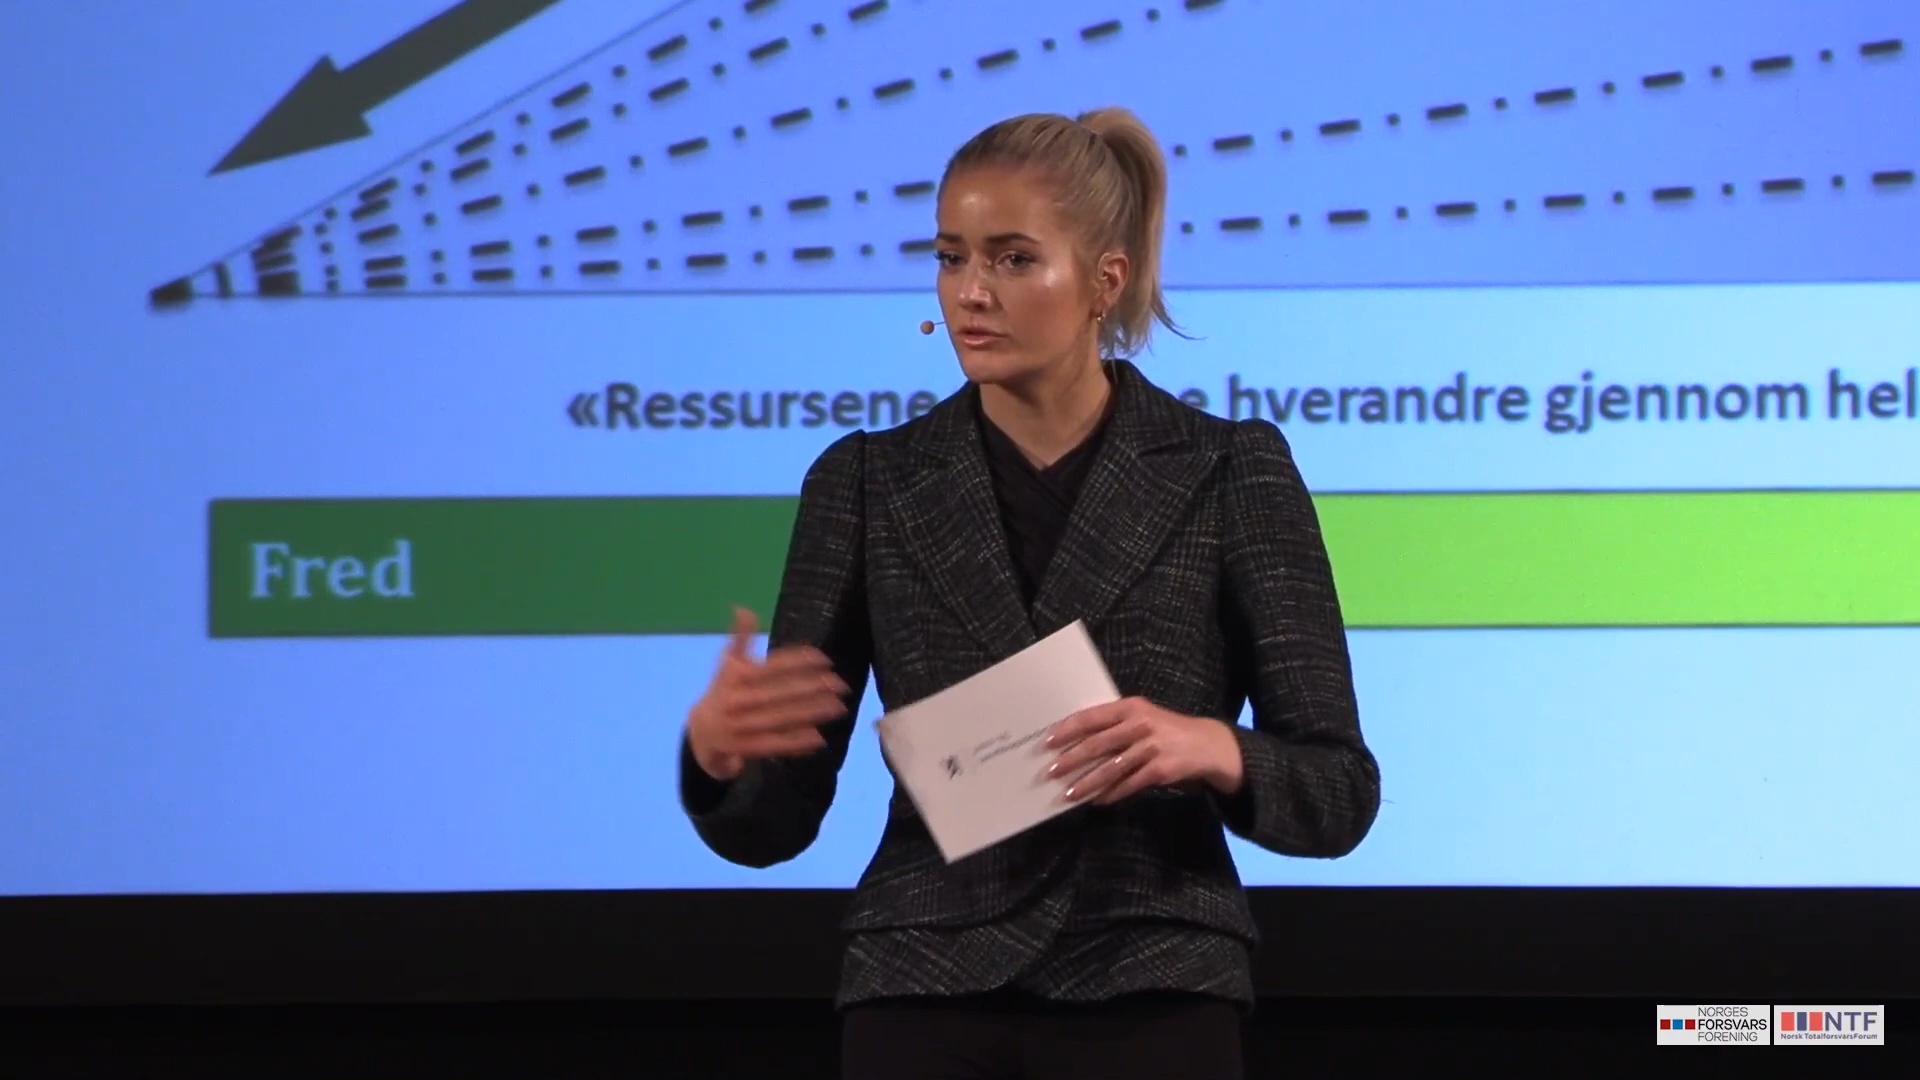 «Ressursene e hverandre gjennom hel
Fred
NORGES
FORSVARS
FORENING
NTF
Norsk TotalforsvarsForum